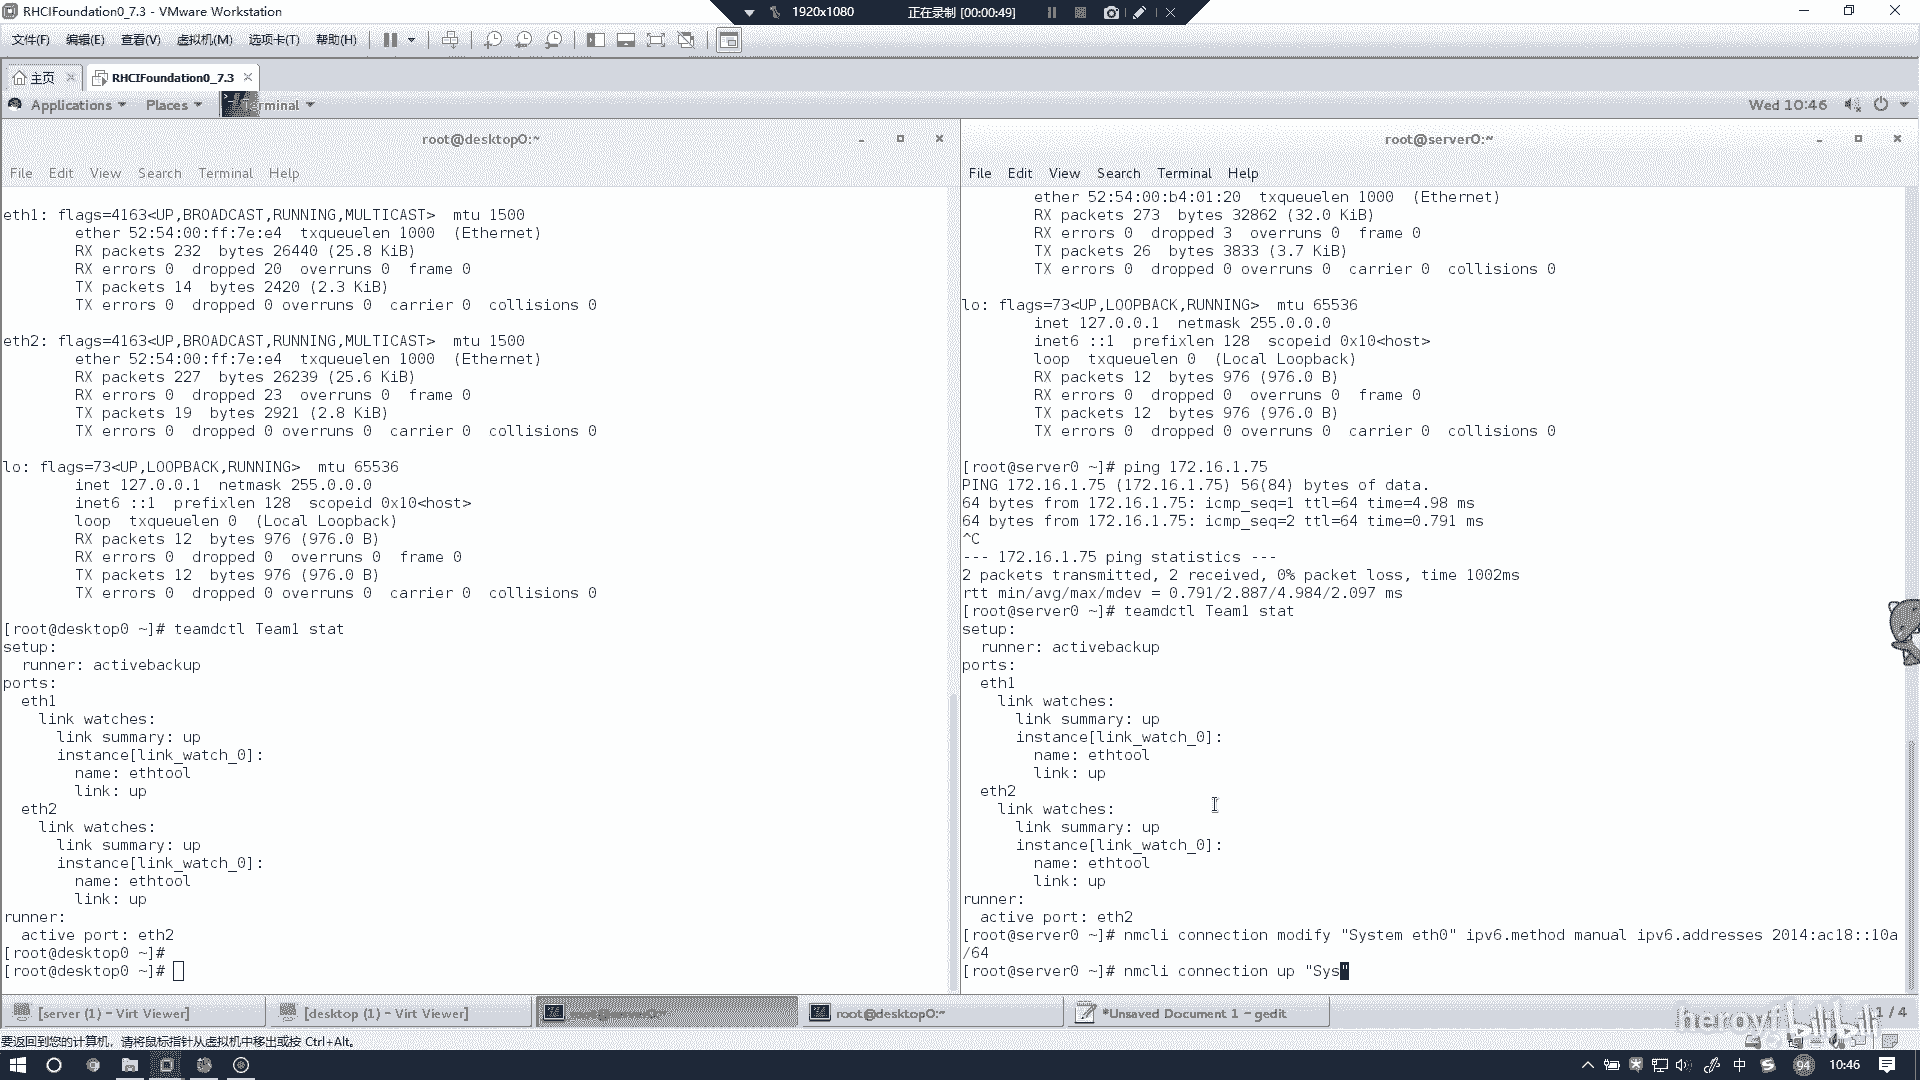 RHCIFoundation0_7.3 - VMware Workstation
1920x1080
正在录制 [00:00:49]
文件(F) 编辑(E) 查看(V) 虚拟机(M) 选项卡(T) 帮助(H)
主页 RHCIFoundation0_7.3
Applications Places Terminal Wed 10:46
root@desktop0:~
File Edit View Search Terminal Help
eth1: flags=4163<UP,BROADCAST,RUNNING,MULTICAST>  mtu 1500
ether 52:54:00:ff:7e:e4  txqueuelen 1000  (Ethernet)
RX packets 232  bytes 26440 (25.8 KiB)
RX errors 0  dropped 20  overruns 0  frame 0
TX packets 14  bytes 2420 (2.3 KiB)
TX errors 0  dropped 0 overruns 0  carrier 0  collisions 0
eth2: flags=4163<UP,BROADCAST,RUNNING,MULTICAST>  mtu 1500
ether 52:54:00:ff:7e:e4  txqueuelen 1000  (Ethernet)
RX packets 227  bytes 26239 (25.6 KiB)
RX errors 0  dropped 23  overruns 0  frame 0
TX packets 19  bytes 2921 (2.8 KiB)
TX errors 0  dropped 0 overruns 0  carrier 0  collisions 0
lo: flags=73<UP,LOOPBACK,RUNNING>  mtu 65536
inet 127.0.0.1  netmask 255.0.0.0
inet6 ::1  prefixlen 128  scopeid 0x10<host>
loop  txqueuelen 0  (Local Loopback)
RX packets 12  bytes 976 (976.0 B)
RX errors 0  dropped 0  overruns 0  frame 0
TX packets 12  bytes 976 (976.0 B)
TX errors 0  dropped 0 overruns 0  carrier 0  collisions 0
[root@desktop0 ~]# teamdctl Team1 stat
setup:
runner: activebackup
ports:
eth1
link watches:
link summary: up
instance[link_watch_0]:
name: ethtool
link: up
eth2
link watches:
link summary: up
instance[link_watch_0]:
name: ethtool
link: up
runner:
active port: eth2
[root@desktop0 ~]#
[root@desktop0 ~]#
root@server0:~
File Edit View Search Terminal Help
ether 52:54:00:b4:01:20  txqueuelen 1000  (Ethernet)
RX packets 273  bytes 32862 (32.0 KiB)
RX errors 0  dropped 3  overruns 0  frame 0
TX packets 26  bytes 3833 (3.7 KiB)
TX errors 0  dropped 0 overruns 0  carrier 0  collisions 0
lo: flags=73<UP,LOOPBACK,RUNNING>  mtu 65536
inet 127.0.0.1  netmask 255.0.0.0
inet6 ::1  prefixlen 128  scopeid 0x10<host>
loop  txqueuelen 0  (Local Loopback)
RX packets 12  bytes 976 (976.0 B)
RX errors 0  dropped 0  overruns 0  frame 0
TX packets 12  bytes 976 (976.0 B)
TX errors 0  dropped 0 overruns 0  carrier 0  collisions 0
[root@server0 ~]# ping 172.16.1.75
PING 172.16.1.75 (172.16.1.75) 56(84) bytes of data.
64 bytes from 172.16.1.75: icmp_seq=1 ttl=64 time=4.98 ms
64 bytes from 172.16.1.75: icmp_seq=2 ttl=64 time=0.791 ms
^C
--- 172.16.1.75 ping statistics ---
2 packets transmitted, 2 received, 0% packet loss, time 1002ms
rtt min/avg/max/mdev = 0.791/2.887/4.984/2.097 ms
[root@server0 ~]# teamdctl Team1 stat
setup:
runner: activebackup
ports:
eth1
link watches:
link summary: up
instance[link_watch_0]:
name: ethtool
link: up
eth2
link watches:
link summary: up
instance[link_watch_0]:
name: ethtool
link: up
runner:
active port: eth2
[root@server0 ~]# nmcli connection modify "System eth0" ipv6.method manual ipv6.addresses 2014:ac18::10a
/64
[root@server0 ~]# nmcli connection up "Sys"
[server (1) - Virt Viewer] [desktop (1) - Virt Viewer] root@server0:~ root@desktop0:~ *Unsaved Document 1 - gedit 1 / 4
heroyf bilibili
要返回到您的计算机，请将鼠标指针从虚拟机中移出或按 Ctrl+Alt。
中 94 10:46